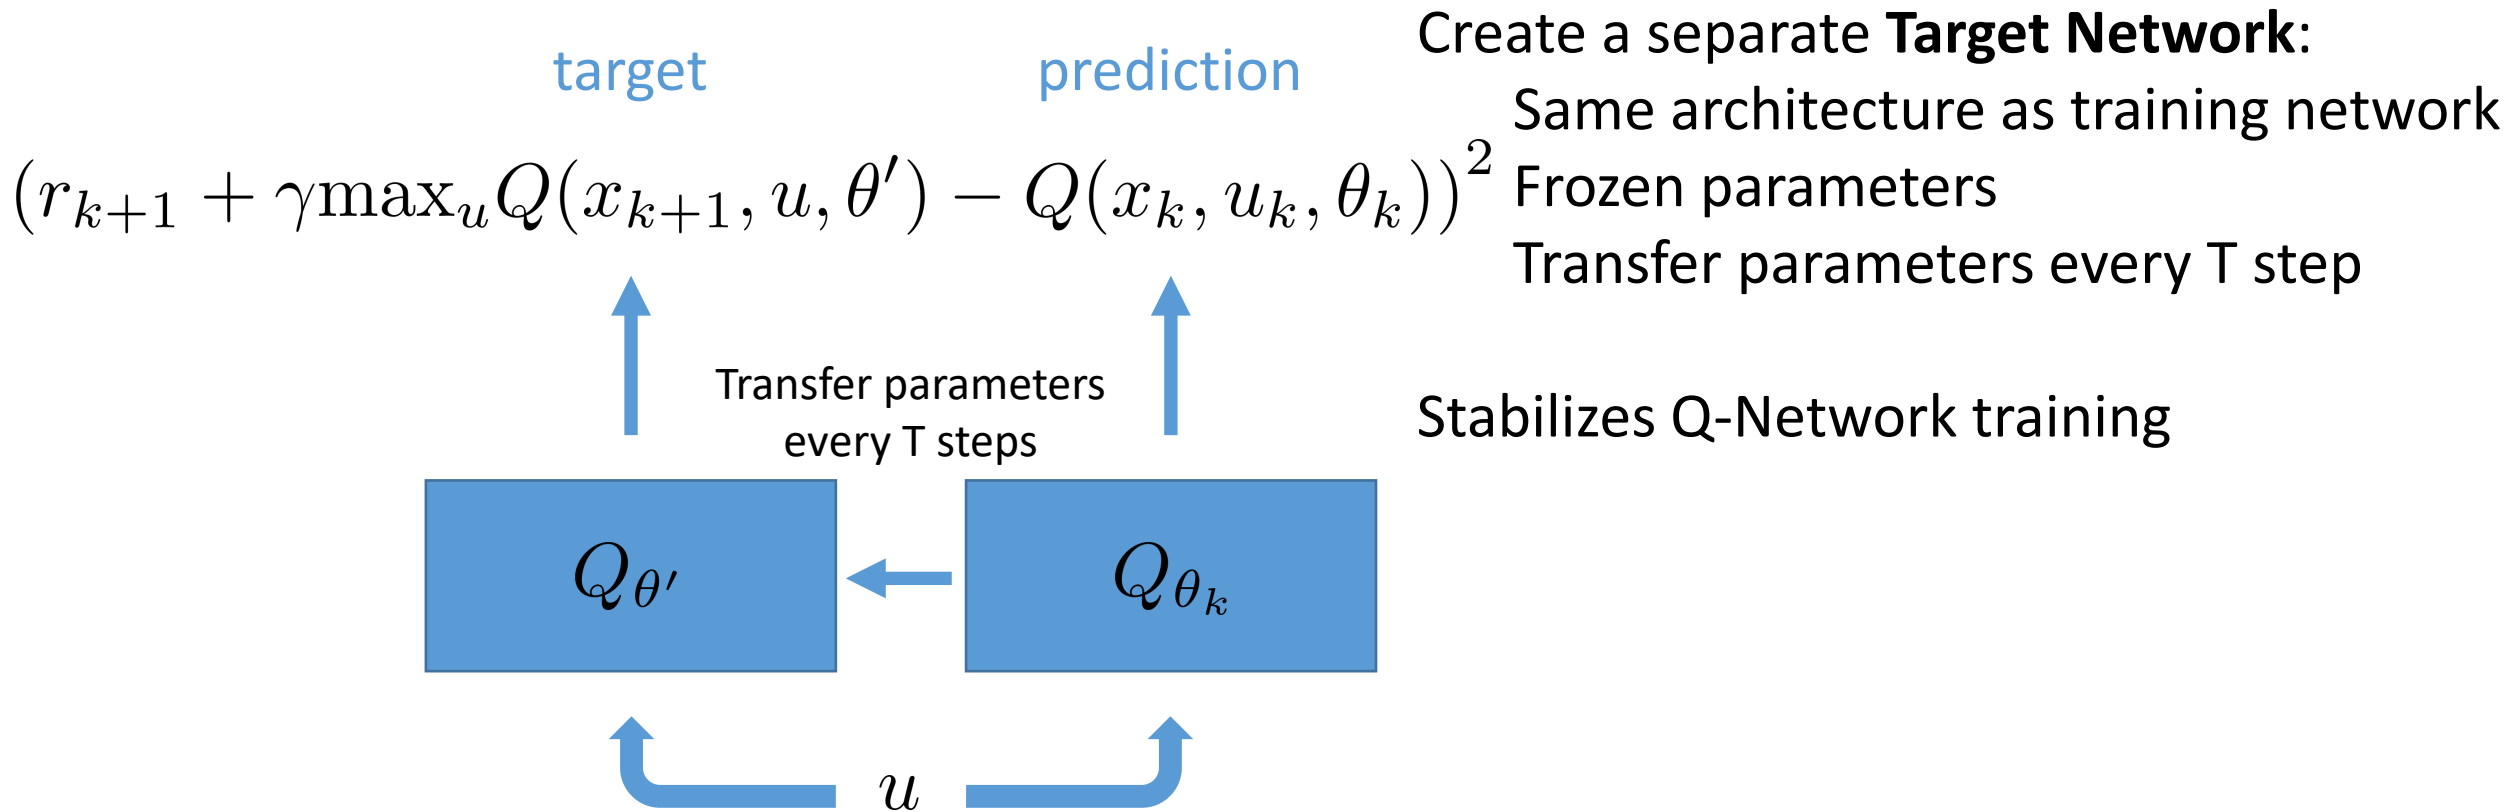 target prediction
(r_{k+1} + γmax_u Q(x_{k+1}, u, θ′) − Q(x_k, u_k, θ_k))²
Transfer parameters
every T steps
Q_{θ′} Q_{θ_k}
u
Create a separate Target Network:
Same architecture as training network
Frozen parameters
Transfer parameters every T step
Stabilises Q-Network training